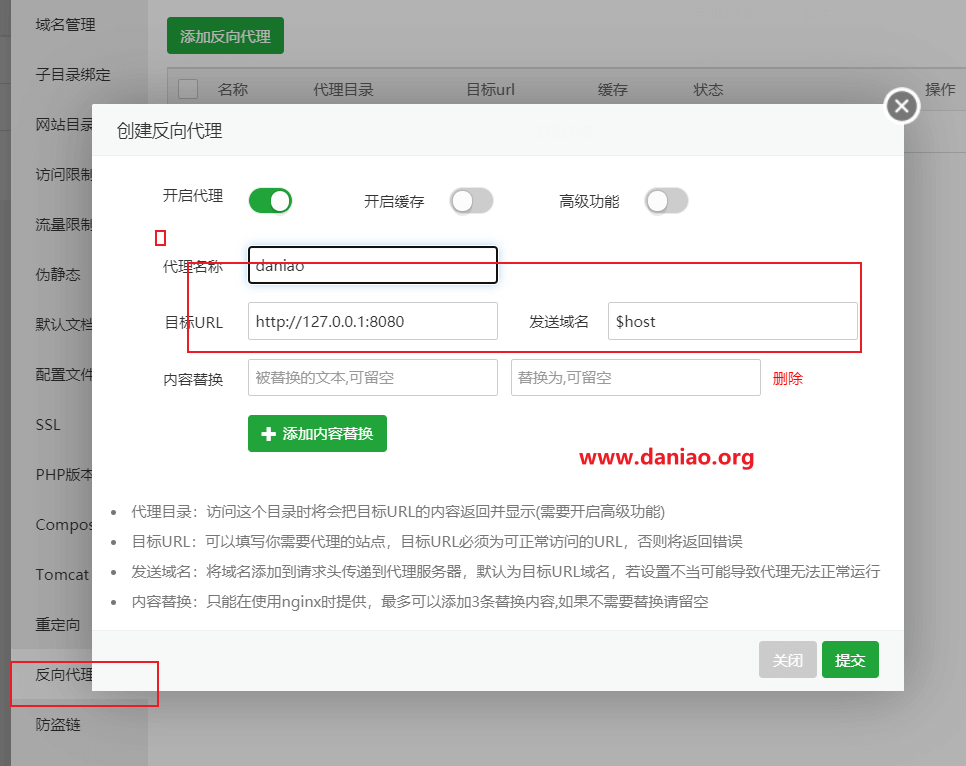 域名管理
子目录绑定
网站目录
访问限制
流量限制
伪静态
默认文档
配置文件
SSL
PHP版本
Compos
Tomcat
重定向
反向代理
防盗链
添加反向代理
名称 代理目录 目标url 缓存 状态 操作
创建反向代理
开启代理 开启缓存 高级功能
代理名称 daniao
目标URL http://127.0.0.1:8080 发送域名 $host
内容替换 被替换的文本,可留空 替换为,可留空 删除
添加内容替换
www.daniao.org
代理目录：访问这个目录时将会把目标URL的内容返回并显示(需要开启高级功能)
目标URL：可以填写你需要代理的站点，目标URL必须为可正常访问的URL，否则将返回错误
发送域名：将域名添加到请求头传递到代理服务器，默认为目标URL域名，若设置不当可能导致代理无法正常运行
内容替换：只能在使用nginx时提供，最多可以添加3条替换内容,如果不需要替换请留空
关闭 提交